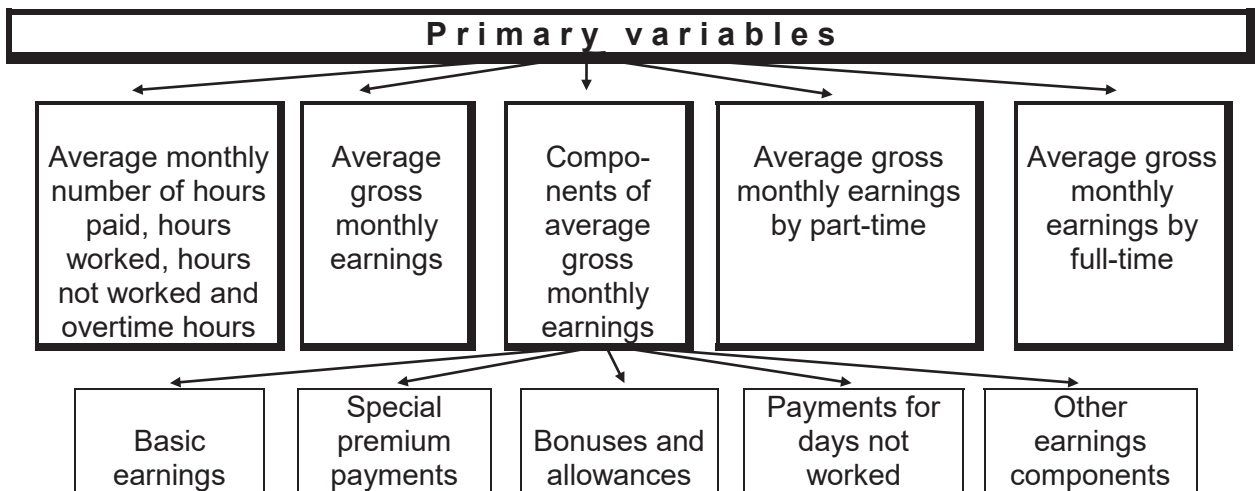 Primary variables
Average monthly
number of hours
paid, hours
worked, hours
not worked and
overtime hours
Average
gross
monthly
earnings
Compo-
nents of
average
gross
monthly
earnings
Average gross
monthly earnings
by part-time
Average gross
monthly
earnings by
full-time
Basic
earnings
Special
premium
payments
Bonuses and
allowances
Payments for
days not
worked
Other
earnings
components